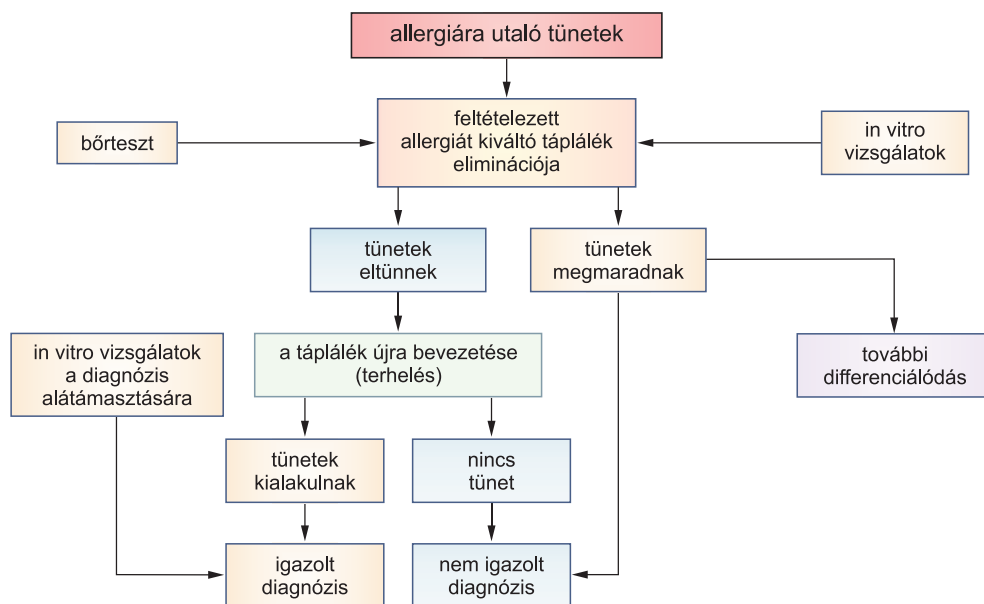 allergiára utaló tünetek
feltételezett
allergiát kiváltó táplálék
eliminációja
bőrteszt
in vitro
vizsgálatok
tünetek
eltünnek
tünetek
megmaradnak
in vitro vizsgálatok
a diagnózis
alátámasztására
a táplálék újra bevezetése
(terhelés)
további
differenciálódás
tünetek
kialakulnak
nincs
tünet
igazolt
diagnózis
nem igazolt
diagnózis